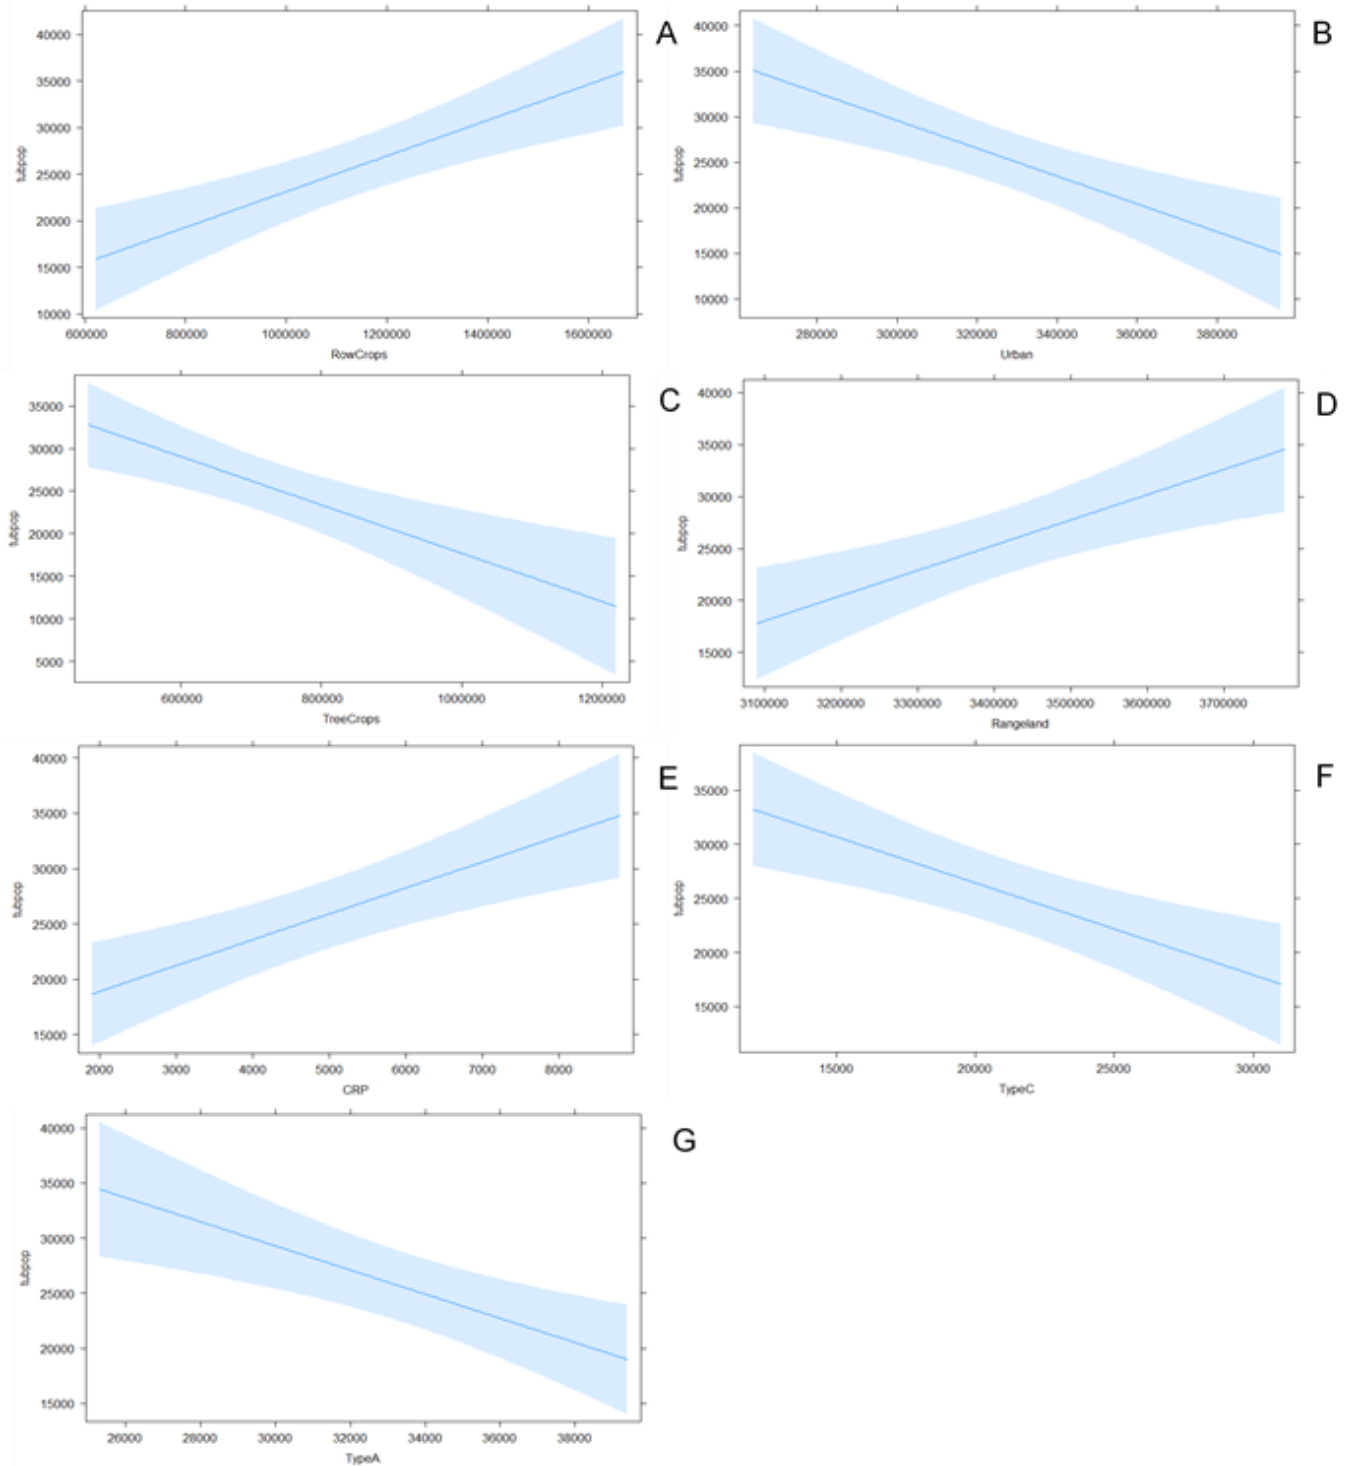 A
40000
35000
30000
25000
20000
15000
10000
tubpop
600000 800000 1000000 1200000 1400000 1600000
RowCrops
B
40000
35000
30000
25000
20000
15000
10000
tubpop
280000 300000 320000 340000 360000 380000
Urban
C
35000
30000
25000
20000
15000
10000
5000
tubpop
600000 800000 1000000 1200000
TreeCrops
D
40000
35000
30000
25000
20000
15000
tubpop
3100000 3200000 3300000 3400000 3500000 3600000 3700000
Rangeland
E
40000
35000
30000
25000
20000
15000
tubpop
2000 3000 4000 5000 6000 7000 8000
CRP
F
35000
30000
25000
20000
15000
tubpop
15000 20000 25000 30000
TypeC
G
40000
35000
30000
25000
20000
15000
tubpop
26000 28000 30000 32000 34000 36000 38000
TypeA